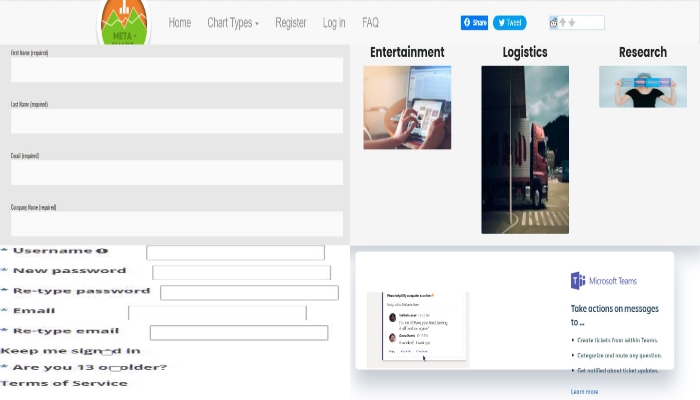 META -
Home Chart Types Register Log in FAQ
Share Tweet
First Name (required)
Last Name (required)
Email (required)
Company Name (required)
Entertainment Logistics Research
* Username
* New password
* Re-type password
* Email
* Re-type email
Keep me signed in
* Are you 13 or older?
Terms of Service
Microsoft Teams
Take actions on messages
to ...
Create tickets from within Teams.
Categorize and route any question.
Get notified about ticket updates.
Learn more